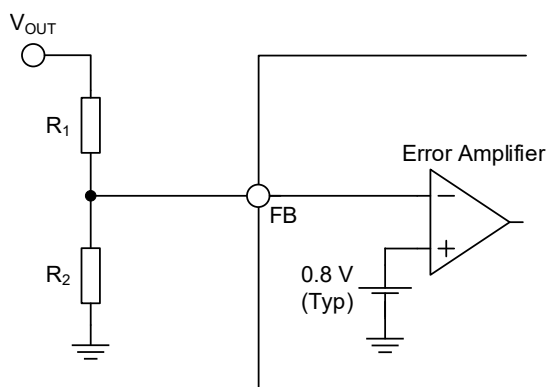 VOUT
R1
Error Amplifier
−
FB
+
R2
0.8 V
(Typ)